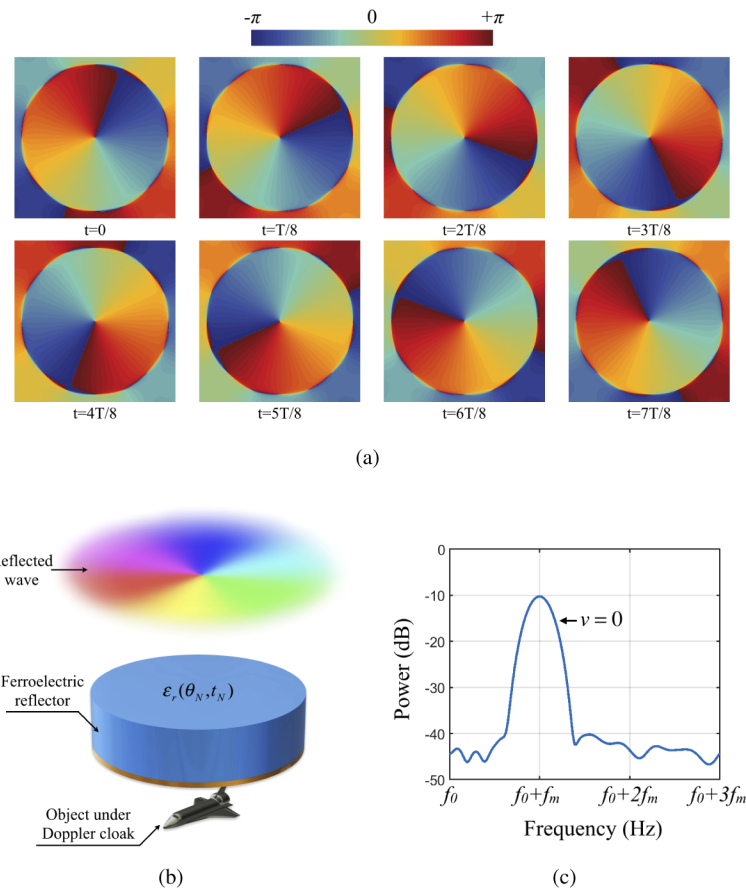 -π 0 +π
t=0 t=T/8 t=2T/8 t=3T/8
t=4T/8 t=5T/8 t=6T/8 t=7T/8
(a)
eflected
wave
Ferroelectric
reflector
εr(θN,tN)
Object under
Doppler cloak
(b)
0
-10
-20
-30
-40
-50
Power (dB)
v = 0
f0 f0+fm f0+2fm f0+3fm
Frequency (Hz)
(c)